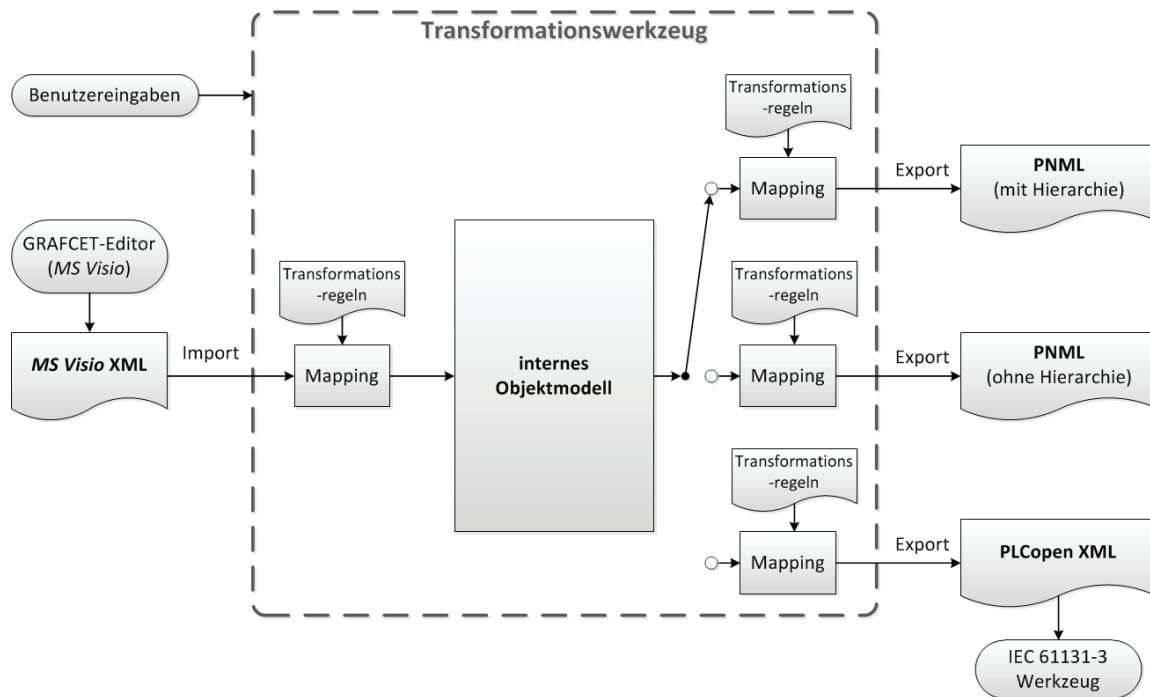 Transformationswerkzeug
Benutzereingaben
GRAFCET-Editor
(MS Visio)
MS Visio XML
Import
Transformations
-regeln
Mapping
internes
Objektmodell
Transformations
-regeln
Mapping
Export
PNML
(mit Hierarchie)
Transformations
-regeln
Mapping
Export
PNML
(ohne Hierarchie)
Transformations
-regeln
Mapping
Export
PLCopen XML
IEC 61131-3
Werkzeug